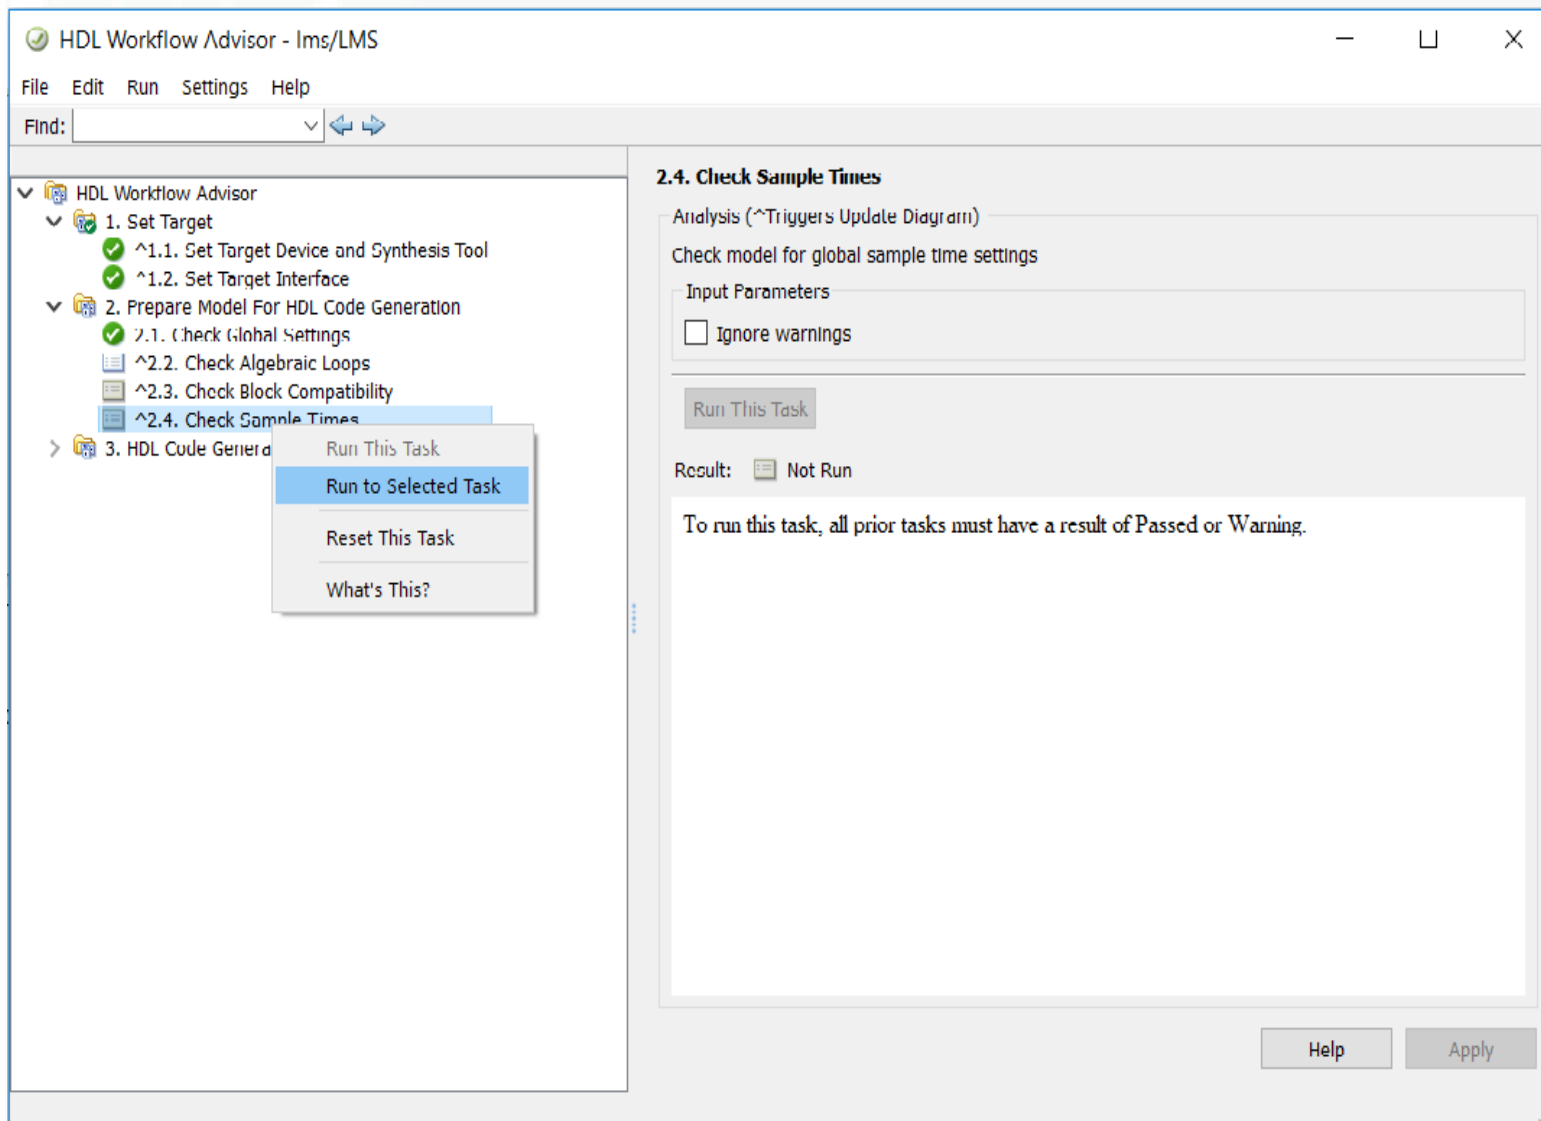 HDL Workflow Advisor - lms/LMS
File Edit Run Settings Help
Find:
HDL Workflow Advisor
1. Set Target
^1.1. Set Target Device and Synthesis Tool
^1.2. Set Target Interface
2. Prepare Model For HDL Code Generation
2.1. Check Global Settings
^2.2. Check Algebraic Loops
^2.3. Check Block Compatibility
^2.4. Check Sample Times
3. HDL Code Genera
Run This Task
Run to Selected Task
Reset This Task
What's This?
2.4. Check Sample Times
Analysis (^Triggers Update Diagram)
Check model for global sample time settings
Input Parameters
Ignore warnings
Run This Task
Result: Not Run
To run this task, all prior tasks must have a result of Passed or Warning.
Help Apply